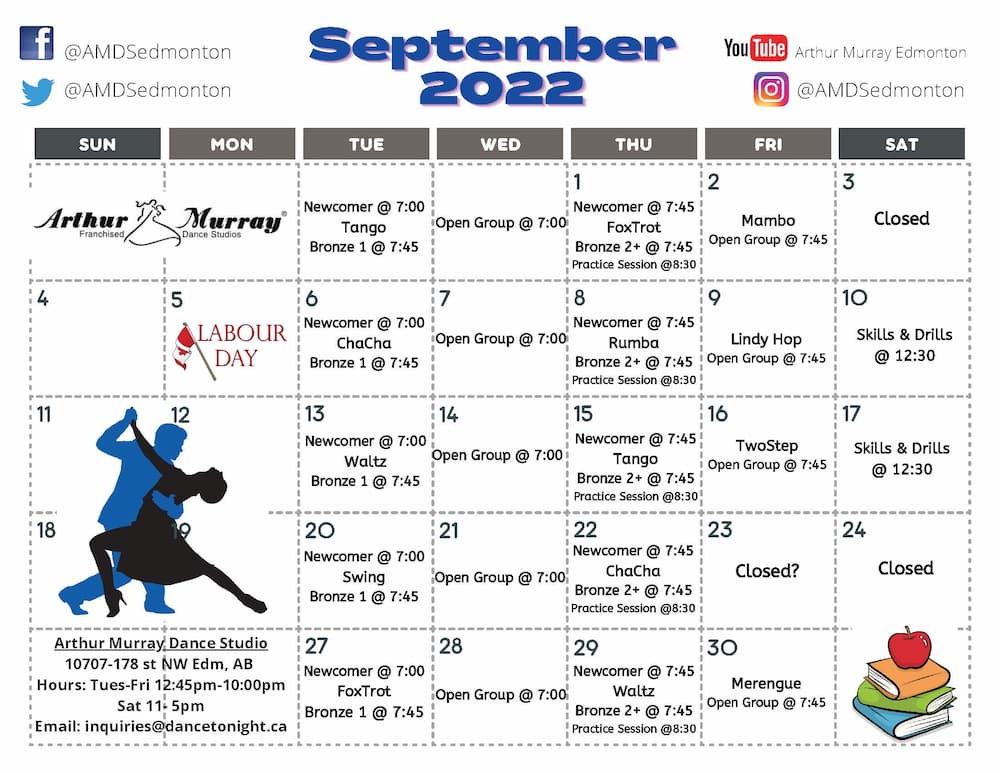 @AMDSedmonton
@AMDSedmonton
September
2022
You Tube Arthur Murray Edmonton
@AMDSedmonton
SUN MON TUE WED THU FRI SAT
Arthur Murray®
Franchised Dance Studios
Newcomer @ 7:00
Tango
Bronze 1 @ 7:45
Open Group @ 7:00
1
Newcomer @ 7:45
FoxTrot
Bronze 2+ @ 7:45
Practice Session @8:30
2
Mambo
Open Group @ 7:45
3
Closed
4
5
LABOUR
DAY
6
Newcomer @ 7:00
ChaCha
Bronze 1 @ 7:45
7
Open Group @ 7:00
8
Newcomer @ 7:45
Rumba
Bronze 2+ @ 7:45
Practice Session @8:30
9
Lindy Hop
Open Group @ 7:45
10
Skills & Drills
@ 12:30
11
12
13
Newcomer @ 7:00
Waltz
Bronze 1 @ 7:45
14
Open Group @ 7:00
15
Newcomer @ 7:45
Tango
Bronze 2+ @ 7:45
Practice Session @8:30
16
TwoStep
Open Group @ 7:45
17
Skills & Drills
@ 12:30
18
19
20
Newcomer @ 7:00
Swing
Bronze 1 @ 7:45
21
Open Group @ 7:00
22
Newcomer @ 7:45
ChaCha
Bronze 2+ @ 7:45
Practice Session @8:30
23
Closed?
24
Closed
Arthur Murray Dance Studio
10707-178 st NW Edm, AB
Hours: Tues-Fri 12:45pm-10:00pm
Sat 11- 5pm
Email: inquiries@dancetonight.ca
27
Newcomer @ 7:00
FoxTrot
Bronze 1 @ 7:45
28
Open Group @ 7:00
29
Newcomer @ 7:45
Waltz
Bronze 2+ @ 7:45
Practice Session @8:30
30
Merengue
Open Group @ 7:45